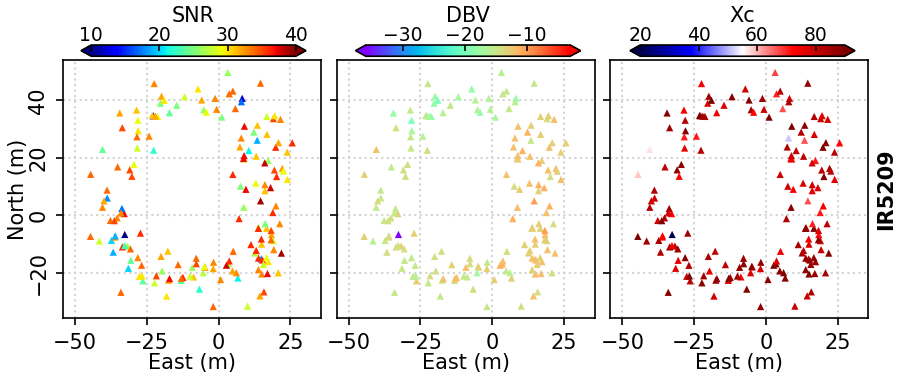 SNR DBV Xc
10 20 30 40 −30 −20 −10 20 40 60 80
North (m)
40
20
0
−20
IR5209
−50 −25 0 25 −50 −25 0 25 −50 −25 0 25
East (m) East (m) East (m)